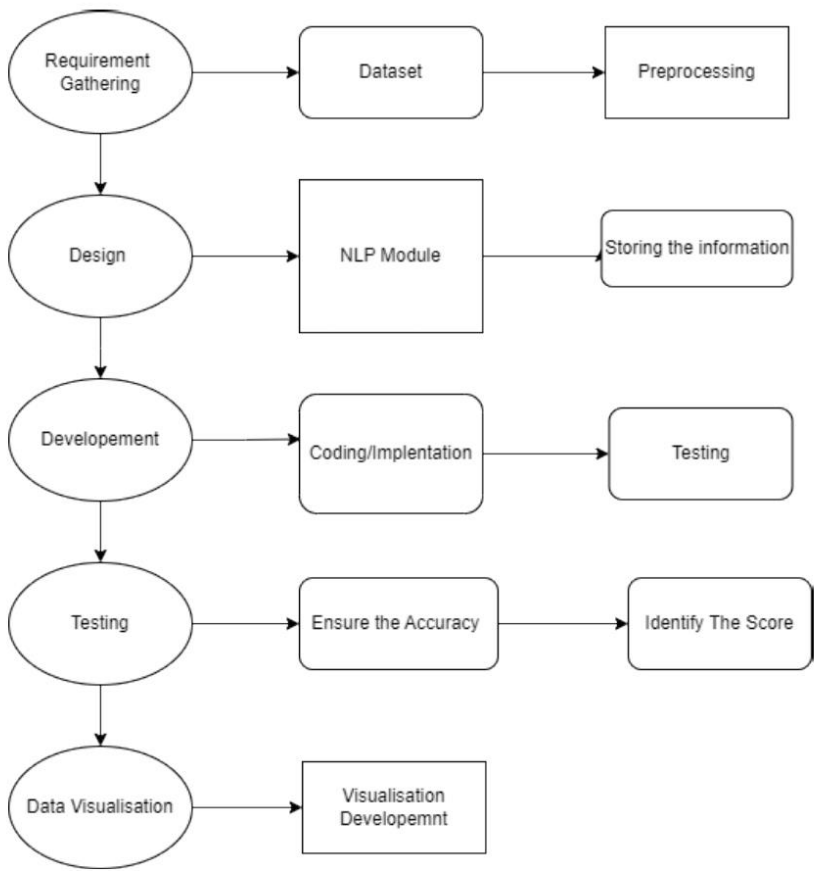 Requirement
Gathering
Dataset
Preprocessing
Design
NLP Module
Storing the information
Developement
Coding/Implentation
Testing
Testing
Ensure the Accuracy
Identify The Score
Data Visualisation
Visualisation
Developemnt